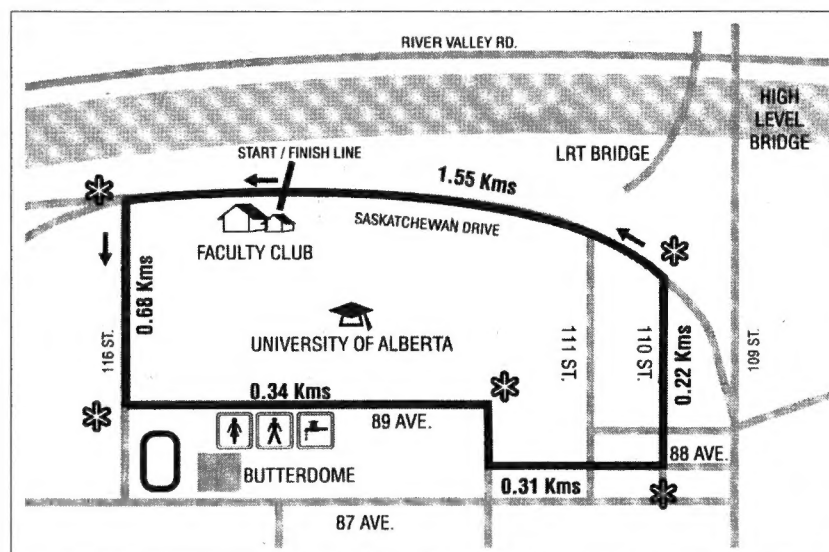 RIVER VALLEY RD.
HIGH
LEVEL
BRIDGE
START / FINISH LINE
LRT BRIDGE
1.55 Kms
SASKATCHEWAN DRIVE
FACULTY CLUB
0.68 Kms
116 ST.
UNIVERSITY OF ALBERTA
111 ST.
110 ST.
0.22 Kms
109 ST.
0.34 Kms
89 AVE.
88 AVE.
BUTTERDOME
0.31 Kms
87 AVE.